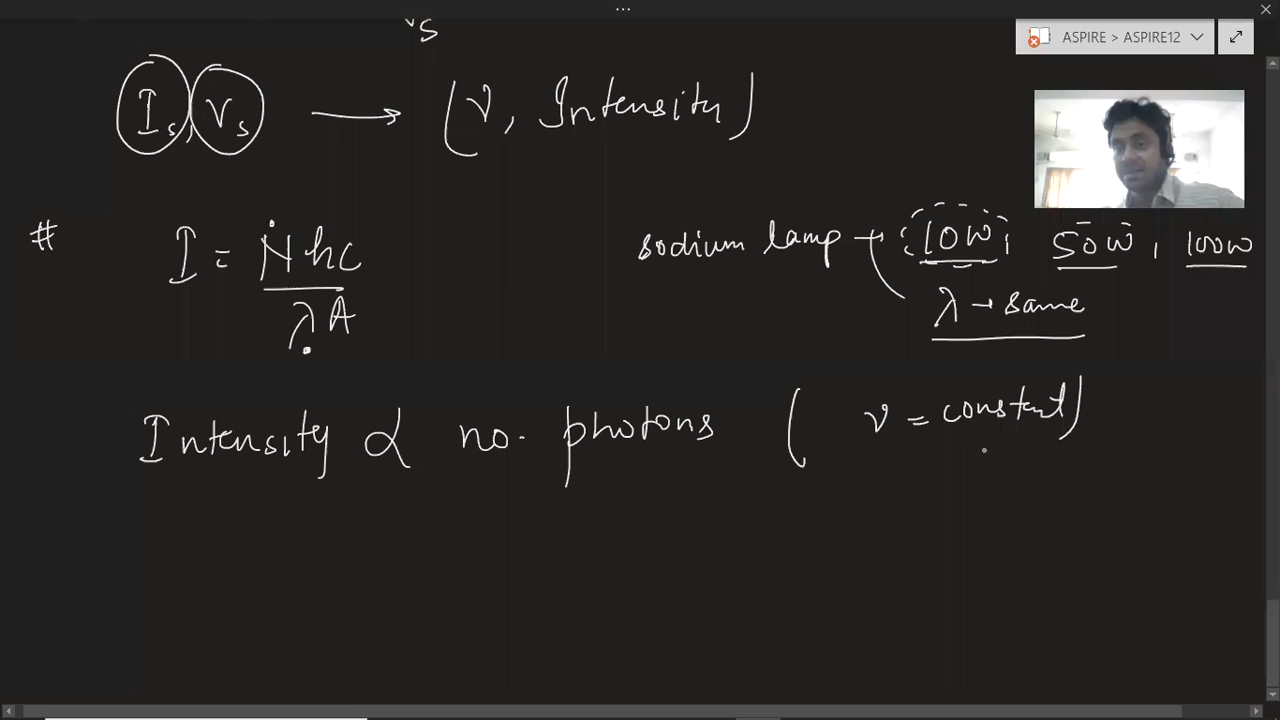 ...
Vs
ASPIRE > ASPIRE12
Is, Vs → (ν, Intensity)
# I = Ṅhc / λA
sodium lamp → 10W, 50W, 100W
λ → same
Intensity α no. photons ( ν = constant)